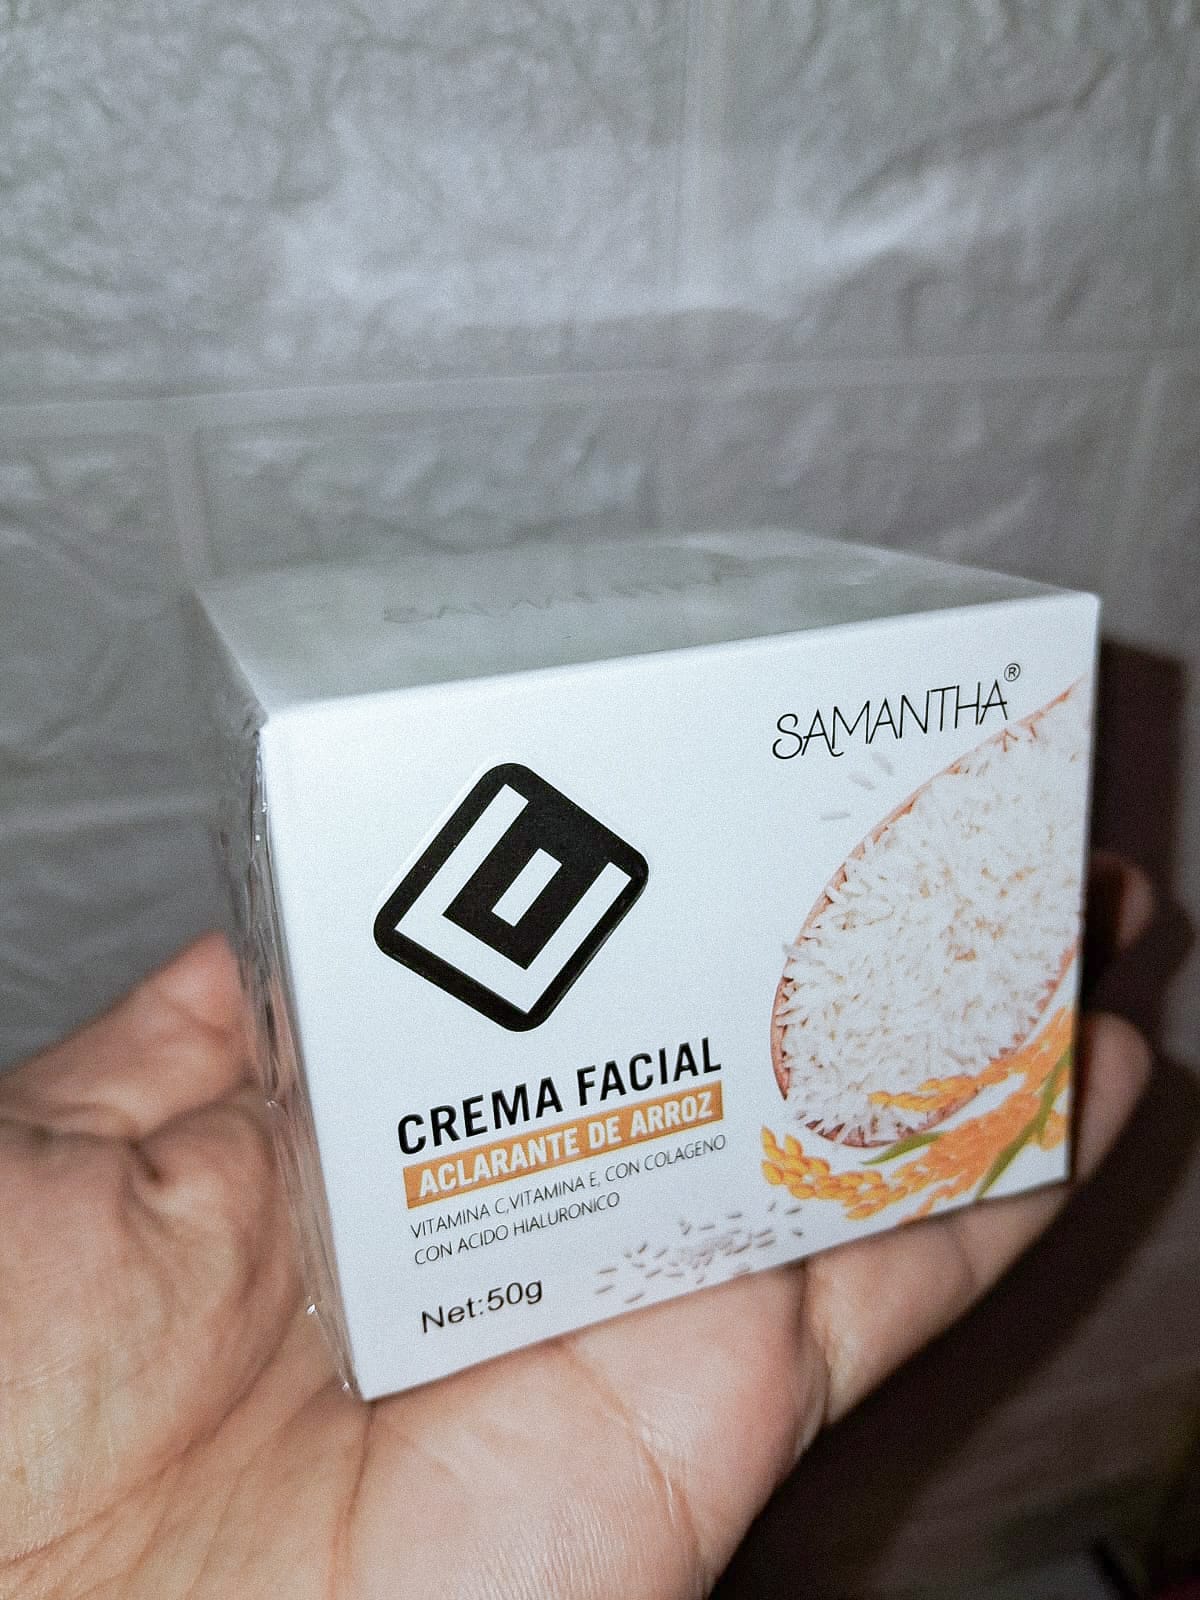 SAMANTHA®
CREMA FACIAL
ACLARANTE DE ARROZ
VITAMINA C,VITAMINA E, CON COLAGENO
CON ACIDO HIALURONICO
Net:50g